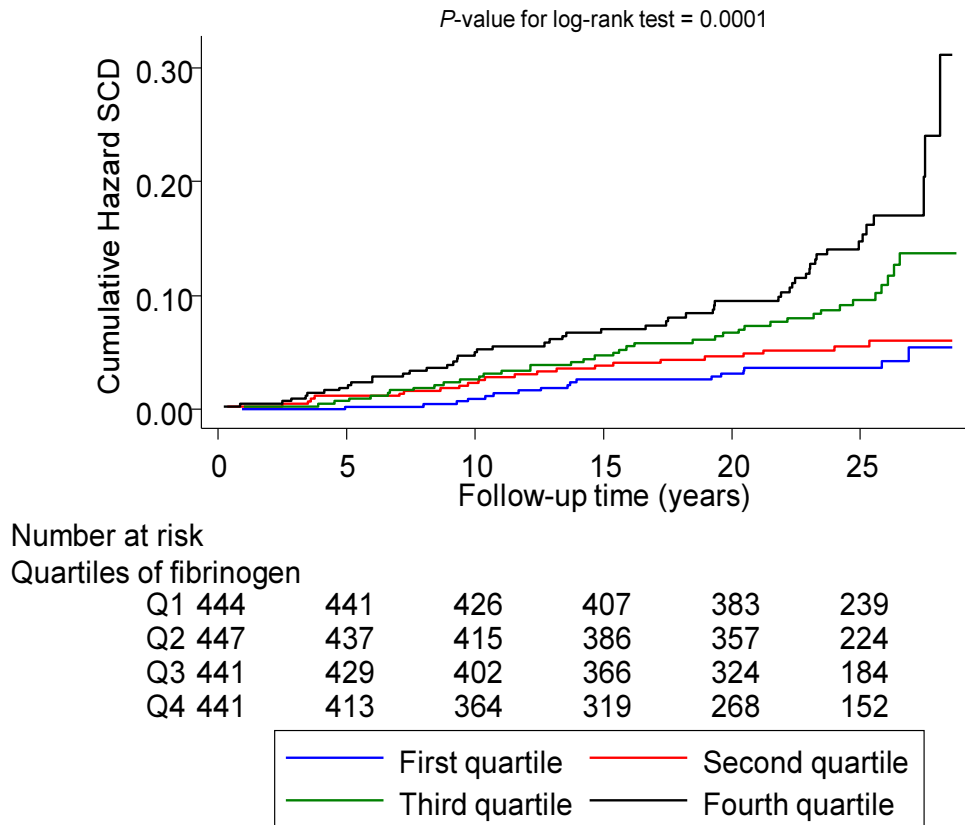 P-value for log-rank test = 0.0001
Cumulative Hazard SCD
0.30
0.20
0.10
0.00
0 5 10 15 20 25
Follow-up time (years)
Number at risk
Quartiles of fibrinogen
Q1 444 441 426 407 383 239
Q2 447 437 415 386 357 224
Q3 441 429 402 366 324 184
Q4 441 413 364 319 268 152
First quartile Second quartile
Third quartile Fourth quartile